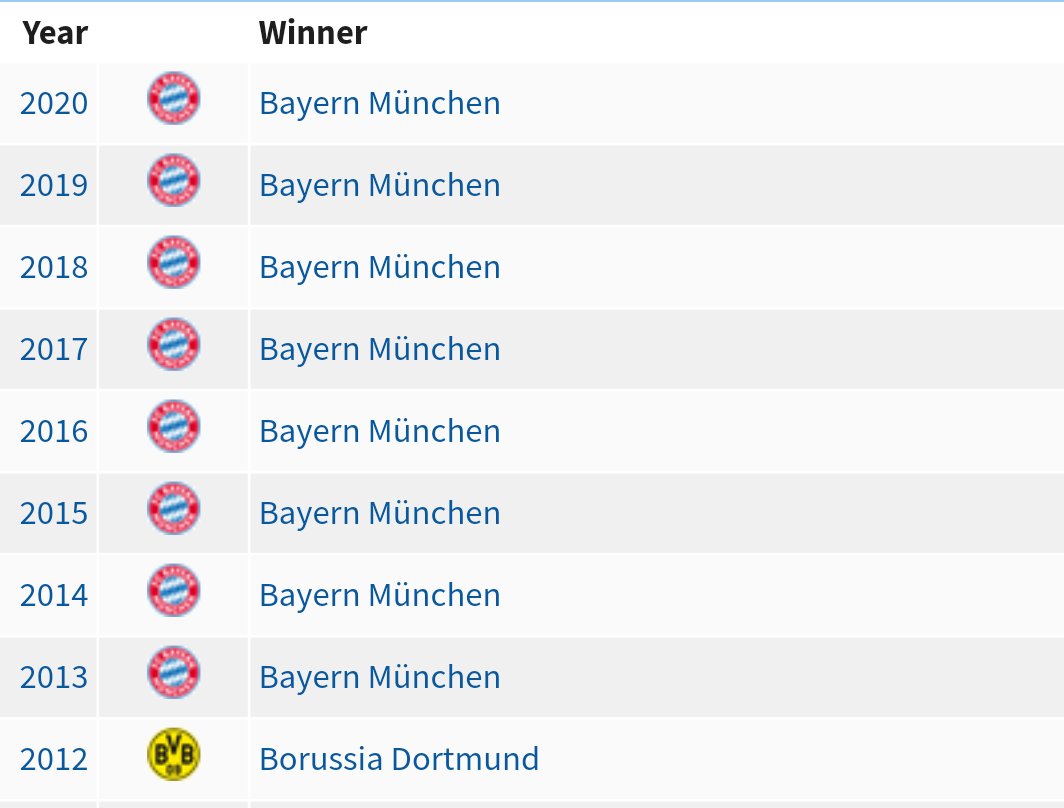 Year Winner
2020 Bayern München
2019 Bayern München
2018 Bayern München
2017 Bayern München
2016 Bayern München
2015 Bayern München
2014 Bayern München
2013 Bayern München
BVB 09
2012 Borussia Dortmund